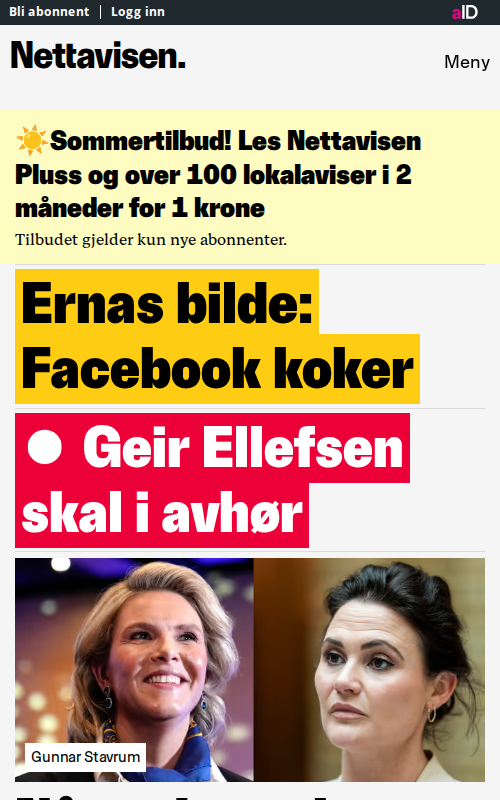 Bli abonnent | Logg inn
aID
Nettavisen.
Meny
Sommertilbud! Les Nettavisen
Pluss og over 100 lokalaviser i 2
måneder for 1 krone
Tilbudet gjelder kun nye abonnenter.
Ernas bilde:
Facebook koker
Geir Ellefsen
skal i avhør
Gunnar Stavrum